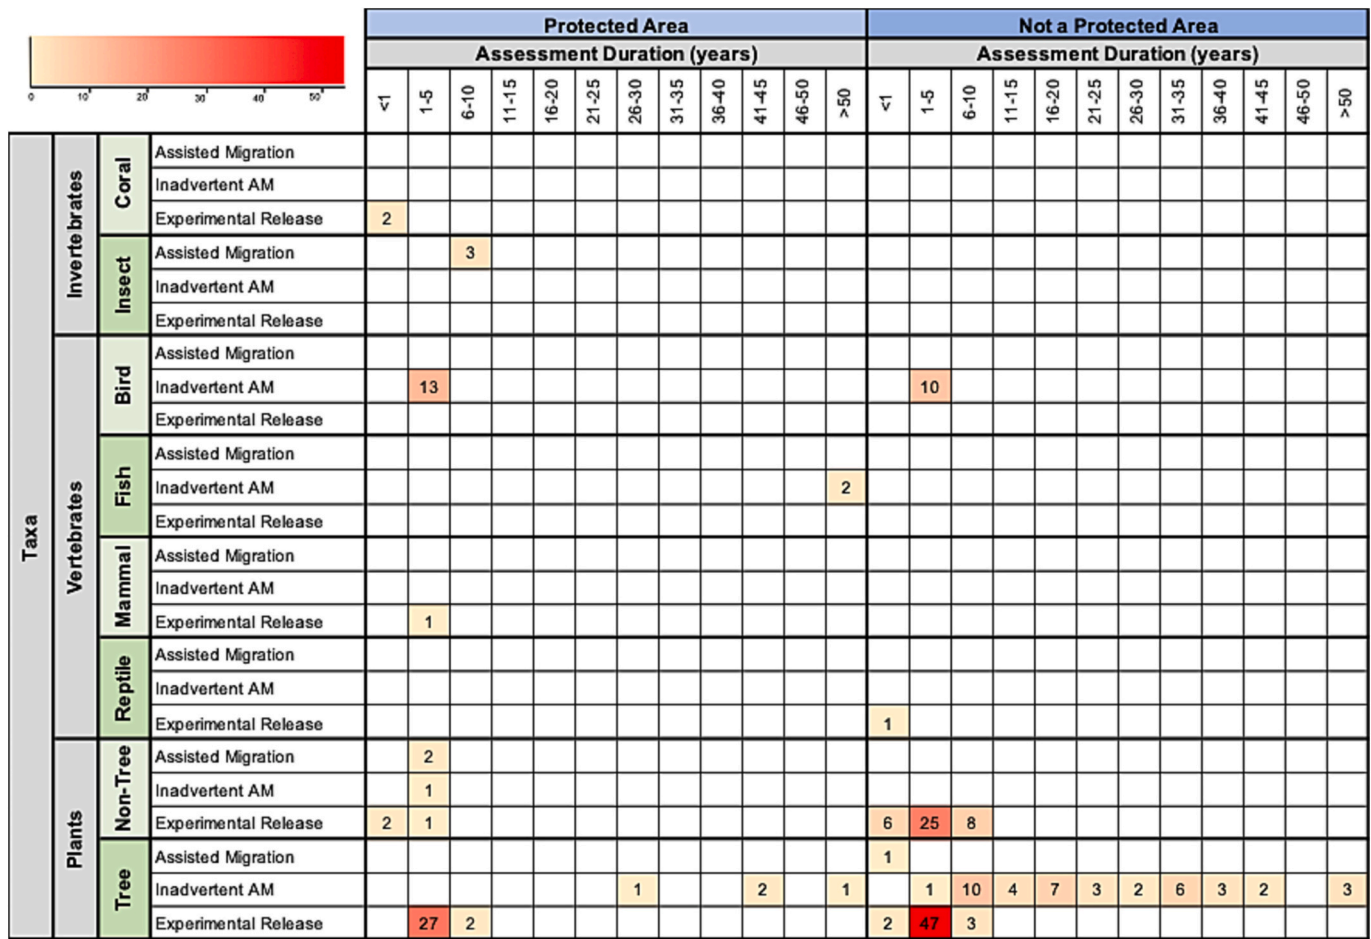 Protected Area Not a Protected Area
Assessment Duration (years) Assessment Duration (years)
0 10 20 30 40 50
<1 1-5 6-10 11-15 16-20 21-25 26-30 31-35 36-40 41-45 46-50 >50 <1 1-5 6-10 11-15 16-20 21-25 26-30 31-35 36-40 41-45 46-50 >50
Taxa
Invertebrates
Coral
Assisted Migration
Inadvertent AM
Experimental Release 2
Insect
Assisted Migration 3
Inadvertent AM
Experimental Release
Vertebrates
Bird
Assisted Migration
Inadvertent AM 13 10
Experimental Release
Fish
Assisted Migration
Inadvertent AM 2
Experimental Release
Mammal
Assisted Migration
Inadvertent AM
Experimental Release 1
Reptile
Assisted Migration
Inadvertent AM
Experimental Release 1
Plants
Non-Tree
Assisted Migration 2
Inadvertent AM 1
Experimental Release 2 1 6 25 8
Tree
Assisted Migration 1
Inadvertent AM 1 2 1 1 10 4 7 3 2 6 3 2 3
Experimental Release 27 2 2 47 3